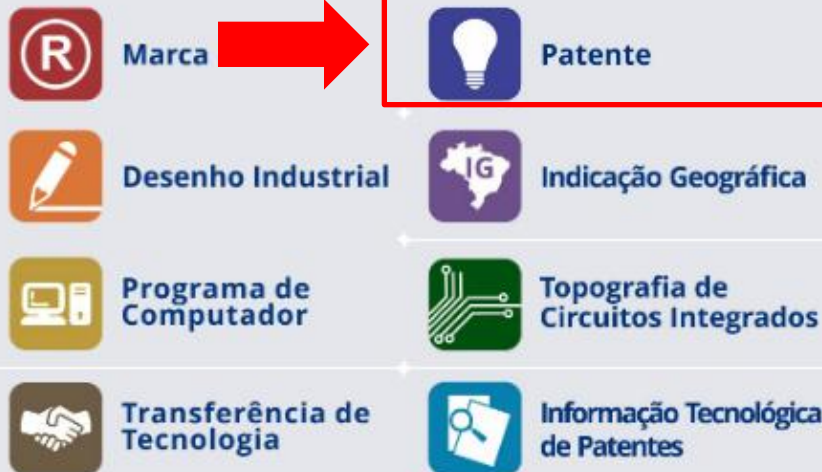 R
Marca
Patente
Desenho Industrial
IG
Indicação Geográfica
Programa de
Computador
Topografia de
Circuitos Integrados
Transferência de
Tecnologia
Informação Tecnológica
de Patentes